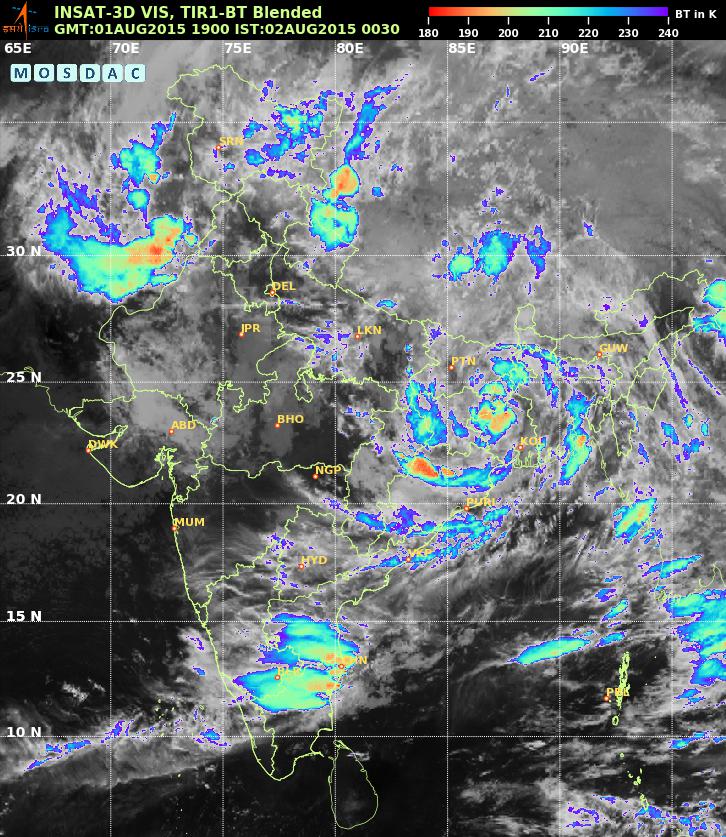 INSAT-3D VIS, TIR1-BT Blended
GMT:01AUG2015 1900 IST:02AUG2015 0030
BT in K
180 190 200 210 220 230 240
65E 70E 75E 80E 85E 90E
MOSDAC
SRN
30 N
DEL
JPR LKN
GUW
PTN
25 N
BHO
ABD
DWK KOL
NGP
20 N
PURI
MUM
VKP
HYD
15 N
10 N